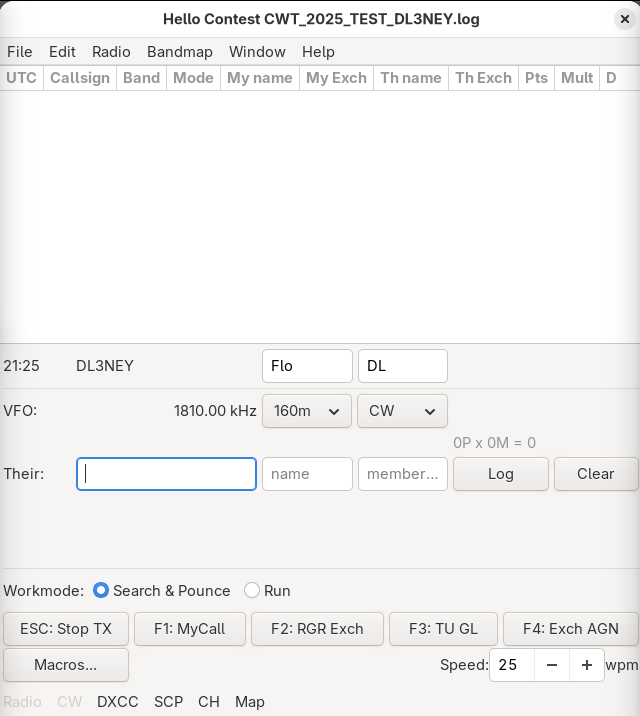 Hello Contest CWT_2025_TEST_DL3NEY.log
File Edit Radio Bandmap Window Help
UTC Callsign Band Mode My name My Exch Th name Th Exch Pts Mult D
21:25 DL3NEY Flo DL
VFO: 1810.00 kHz 160m CW
0P x 0M = 0
Their: name member... Log Clear
Workmode: Search & Pounce Run
ESC: Stop TX F1: MyCall F2: RGR Exch F3: TU GL F4: Exch AGN
Macros... Speed: 25 − + wpm
Radio CW DXCC SCP CH Map